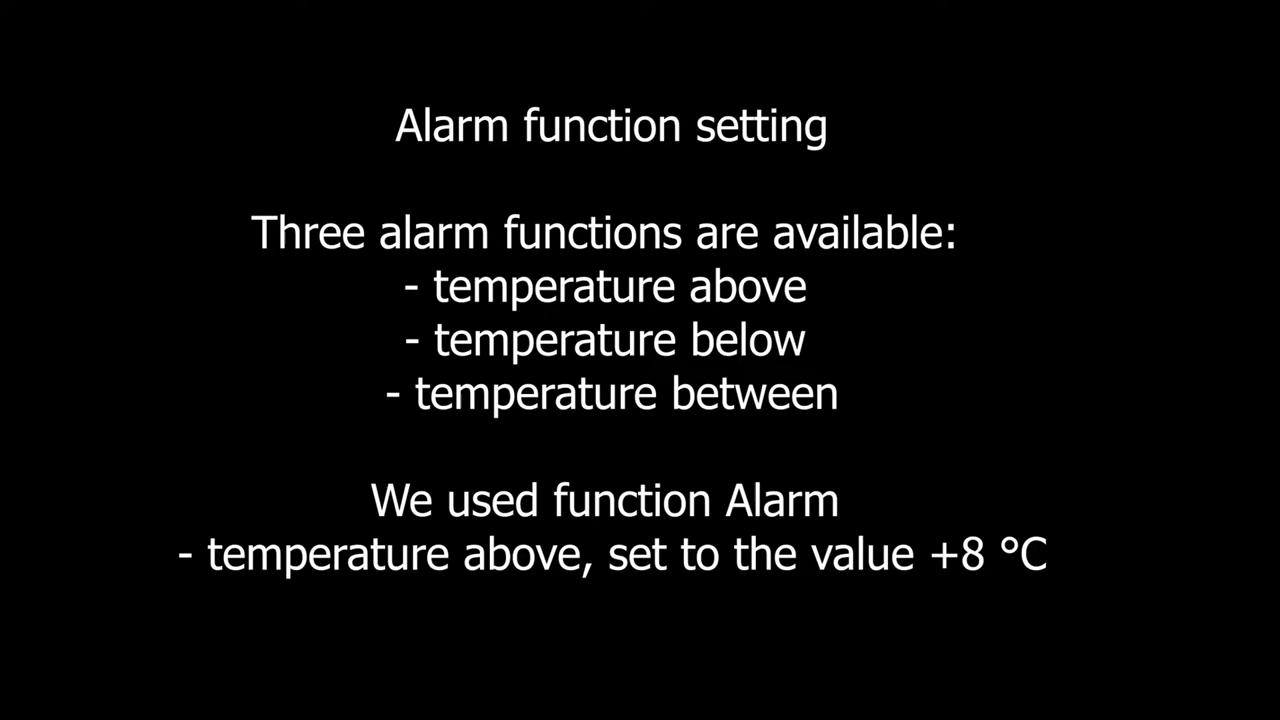 Alarm function setting
Three alarm functions are available:
- temperature above
- temperature below
- temperature between
We used function Alarm
- temperature above, set to the value +8 °C